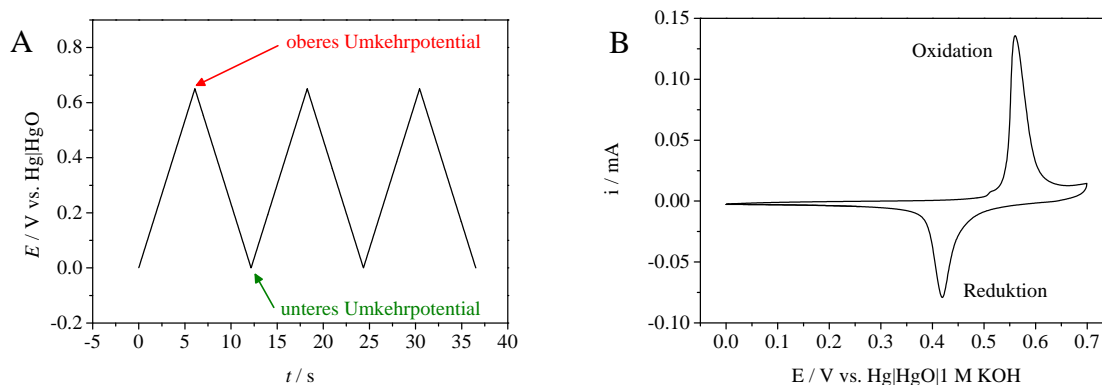 A
oberes Umkehrpotential
unteres Umkehrpotential
E / V vs. Hg|HgO
0.8
0.6
0.4
0.2
0.0
-0.2
-5 0 5 10 15 20 25 30 35 40
t / s
B
Oxidation
Reduktion
i / mA
0.15
0.10
0.05
0.00
-0.05
-0.10
0.0 0.1 0.2 0.3 0.4 0.5 0.6 0.7
E / V vs. Hg|HgO|1 M KOH